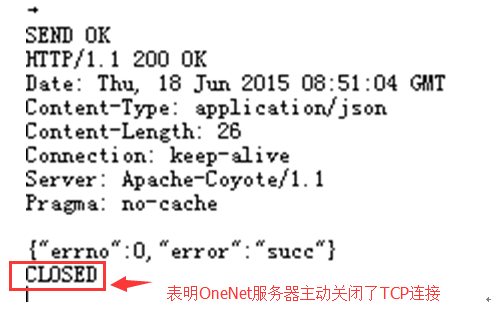 SEND OK
HTTP/1.1 200 OK
Date: Thu, 18 Jun 2015 08:51:04 GMT
Content-Type: application/json
Content-Length: 26
Connection: keep-alive
Server: Apache-Coyote/1.1
Pragma: no-cache
{"errno":0,"error":"succ"}
CLOSED
表明OneNet服务器主动关闭了TCP连接